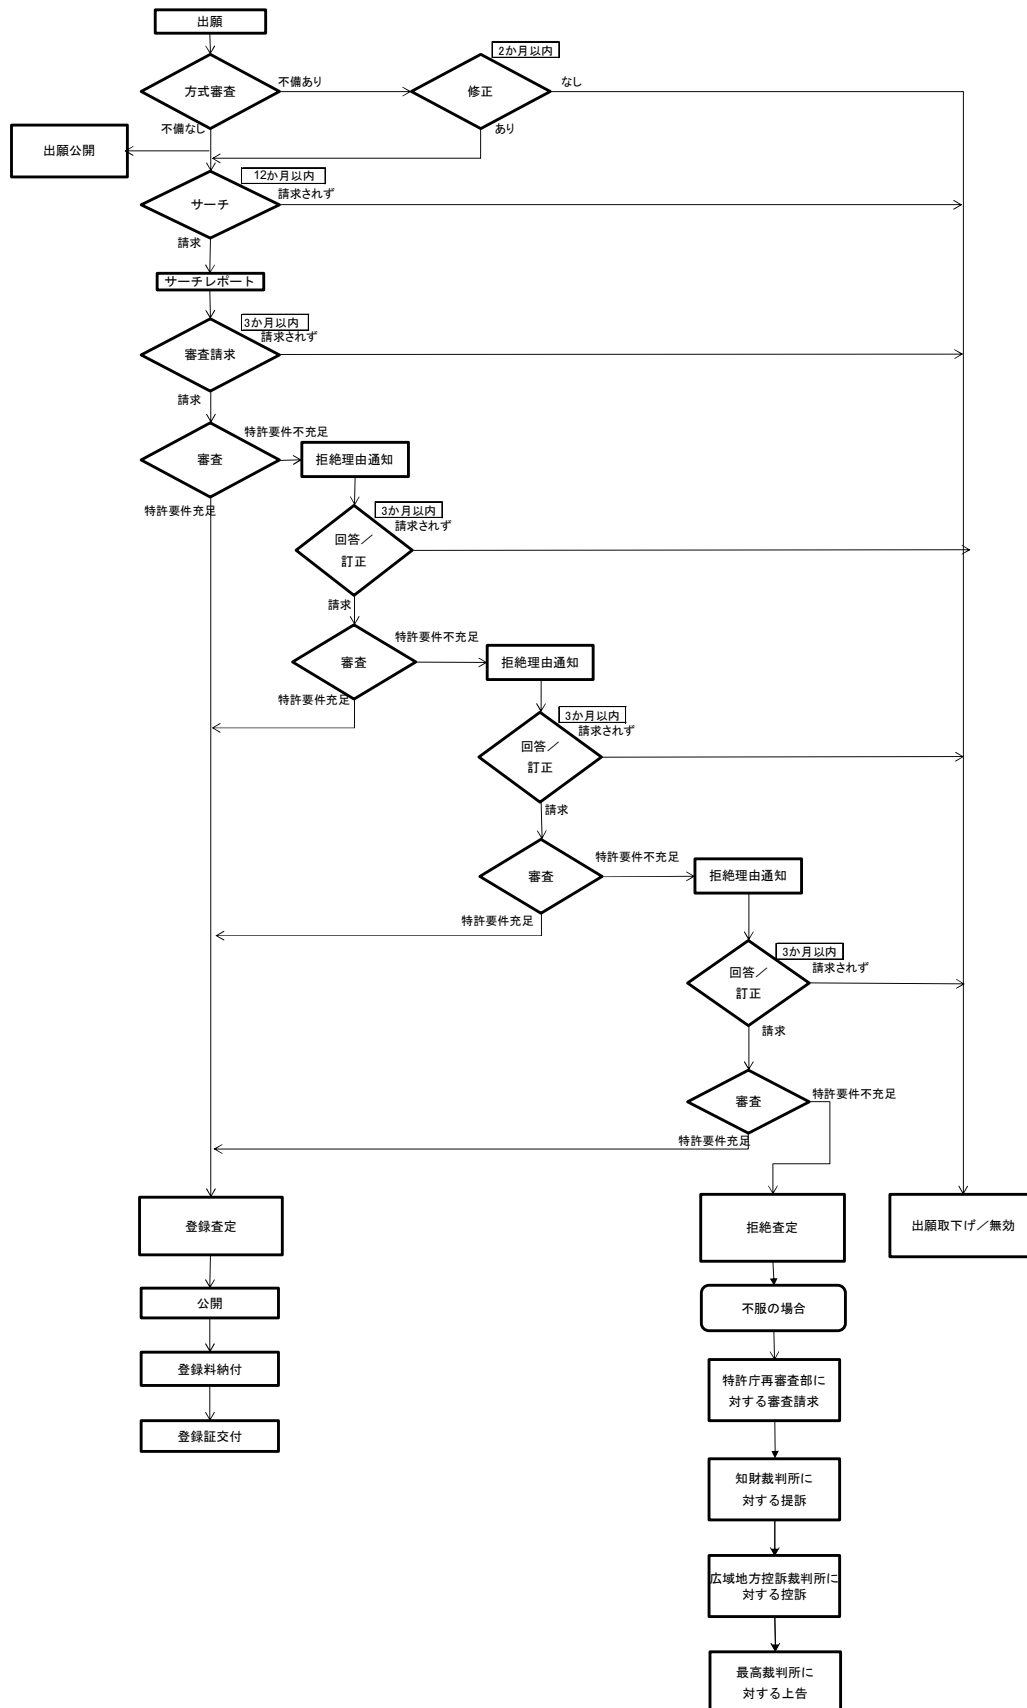 出願
2か月以内
方式審査
不備あり
修正
なし
不備なし
あり
出願公開
12か月以内
請求されず
サーチ
請求
サーチレポート
3か月以内
請求されず
審査請求
請求
特許要件不充足
審査
拒絶理由通知
特許要件充足
3か月以内
請求されず
回答／
訂正
請求
特許要件不充足
審査
拒絶理由通知
特許要件充足
3か月以内
請求されず
回答／
訂正
請求
特許要件不充足
審査
拒絶理由通知
特許要件充足
3か月以内
請求されず
回答／
訂正
請求
特許要件不充足
審査
特許要件充足
登録査定
拒絶査定
出願取下げ／無効
公開
不服の場合
登録料納付
特許庁再審査部に
対する審査請求
登録証交付
知財裁判所に
対する提訴
広域地方控訴裁判所に
対する控訴
最高裁判所に
対する上告